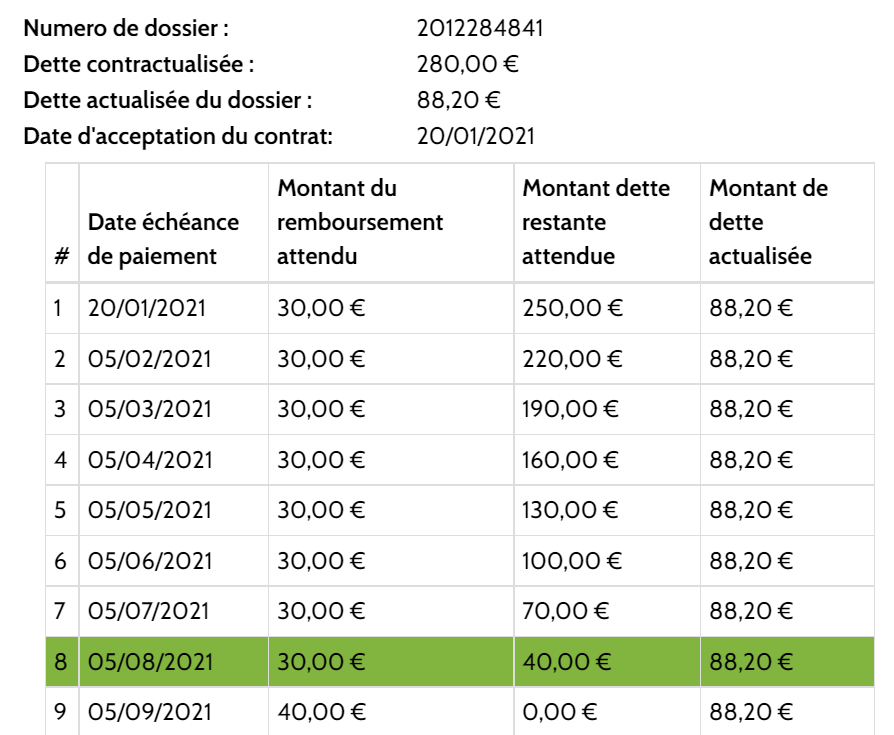 Numero de dossier : 2012284841
Dette contractualisée : 280,00 €
Dette actualisée du dossier : 88,20 €
Date d'acceptation du contrat: 20/01/2021
# Date échéance de paiement Montant du remboursement attendu Montant dette restante attendue Montant de dette actualisée
1 20/01/2021 30,00 € 250,00 € 88,20 €
2 05/02/2021 30,00 € 220,00 € 88,20 €
3 05/03/2021 30,00 € 190,00 € 88,20 €
4 05/04/2021 30,00 € 160,00 € 88,20 €
5 05/05/2021 30,00 € 130,00 € 88,20 €
6 05/06/2021 30,00 € 100,00 € 88,20 €
7 05/07/2021 30,00 € 70,00 € 88,20 €
8 05/08/2021 30,00 € 40,00 € 88,20 €
9 05/09/2021 40,00 € 0,00 € 88,20 €